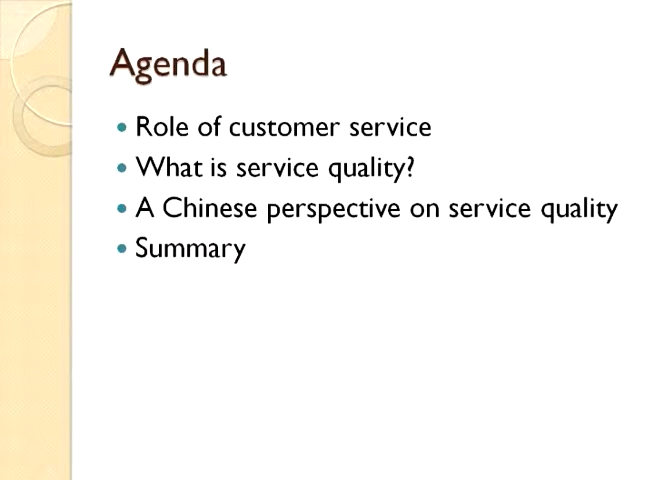 Agenda
Role of customer service
What is service quality?
A Chinese perspective on service quality
Summary